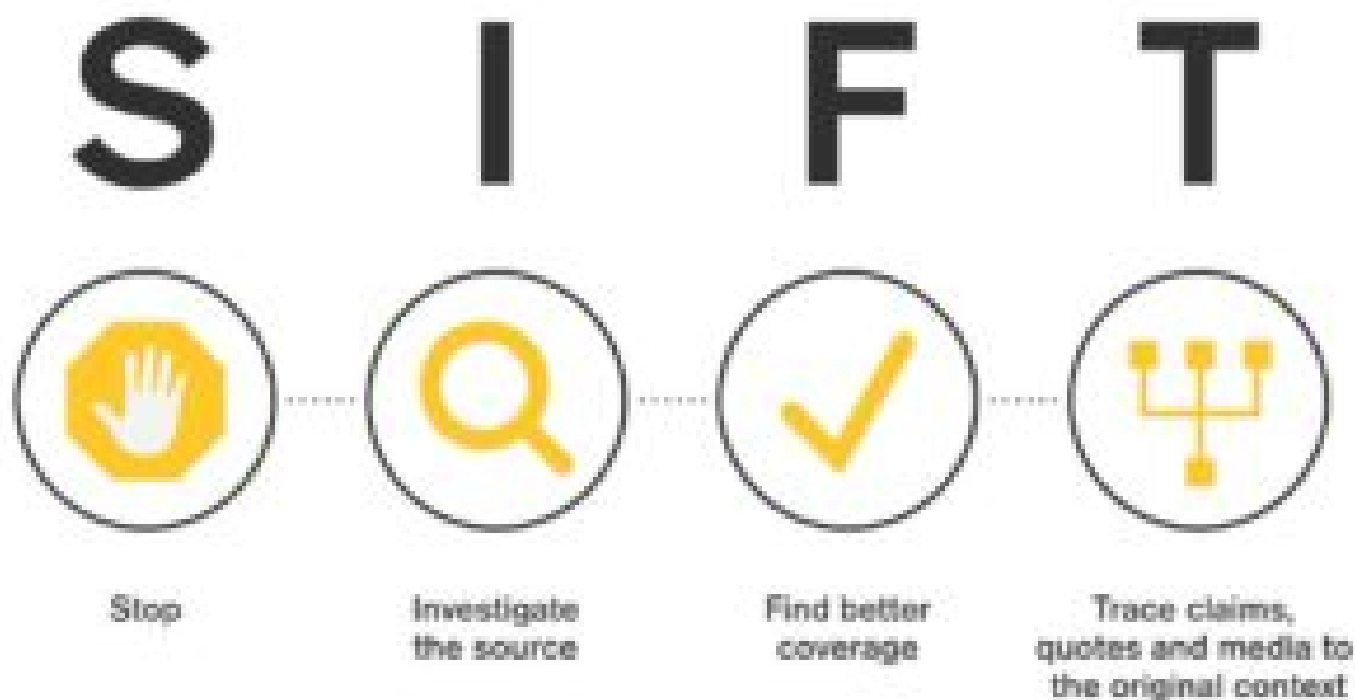 S I F T
Stop
Investigate
the source
Find better
coverage
Trace claims,
quotes and media to
the original context